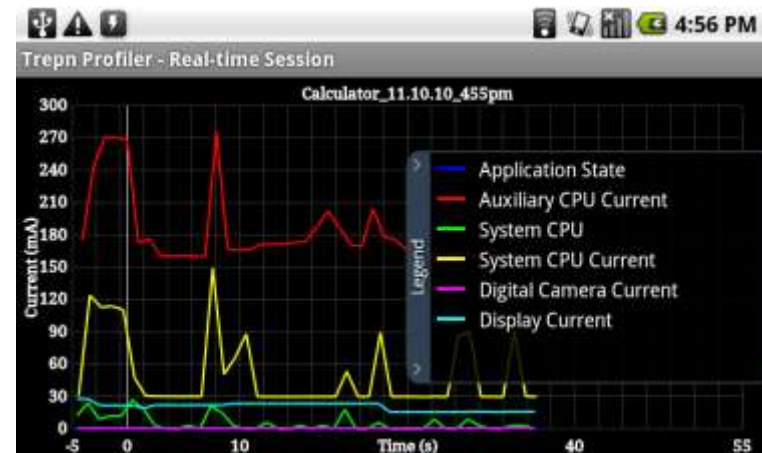 4:56 PM
Trepn Profiler - Real-time Session
Calculator_11.10.10_455pm
300
270
240
210
180
150
120
90
60
30
0
Current (mA)
-5
0
10
Time (s)
40
55
Legend
Application State
Auxiliary CPU Current
System CPU
System CPU Current
Digital Camera Current
Display Current